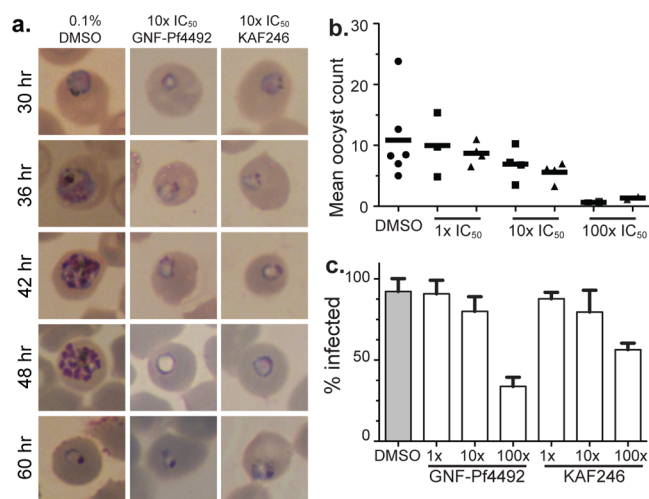 a.
0.1% DMSO
10x IC₅₀ GNF-Pf4492
10x IC₅₀ KAF246
30 hr
36 hr
42 hr
48 hr
60 hr
b.
Mean oocyst count
30
20
10
0
DMSO
1x IC₅₀
10x IC₅₀
100x IC₅₀
c.
% infected
100
50
0
DMSO
1x 10x 100x
GNF-Pf4492
1x 10x 100x
KAF246